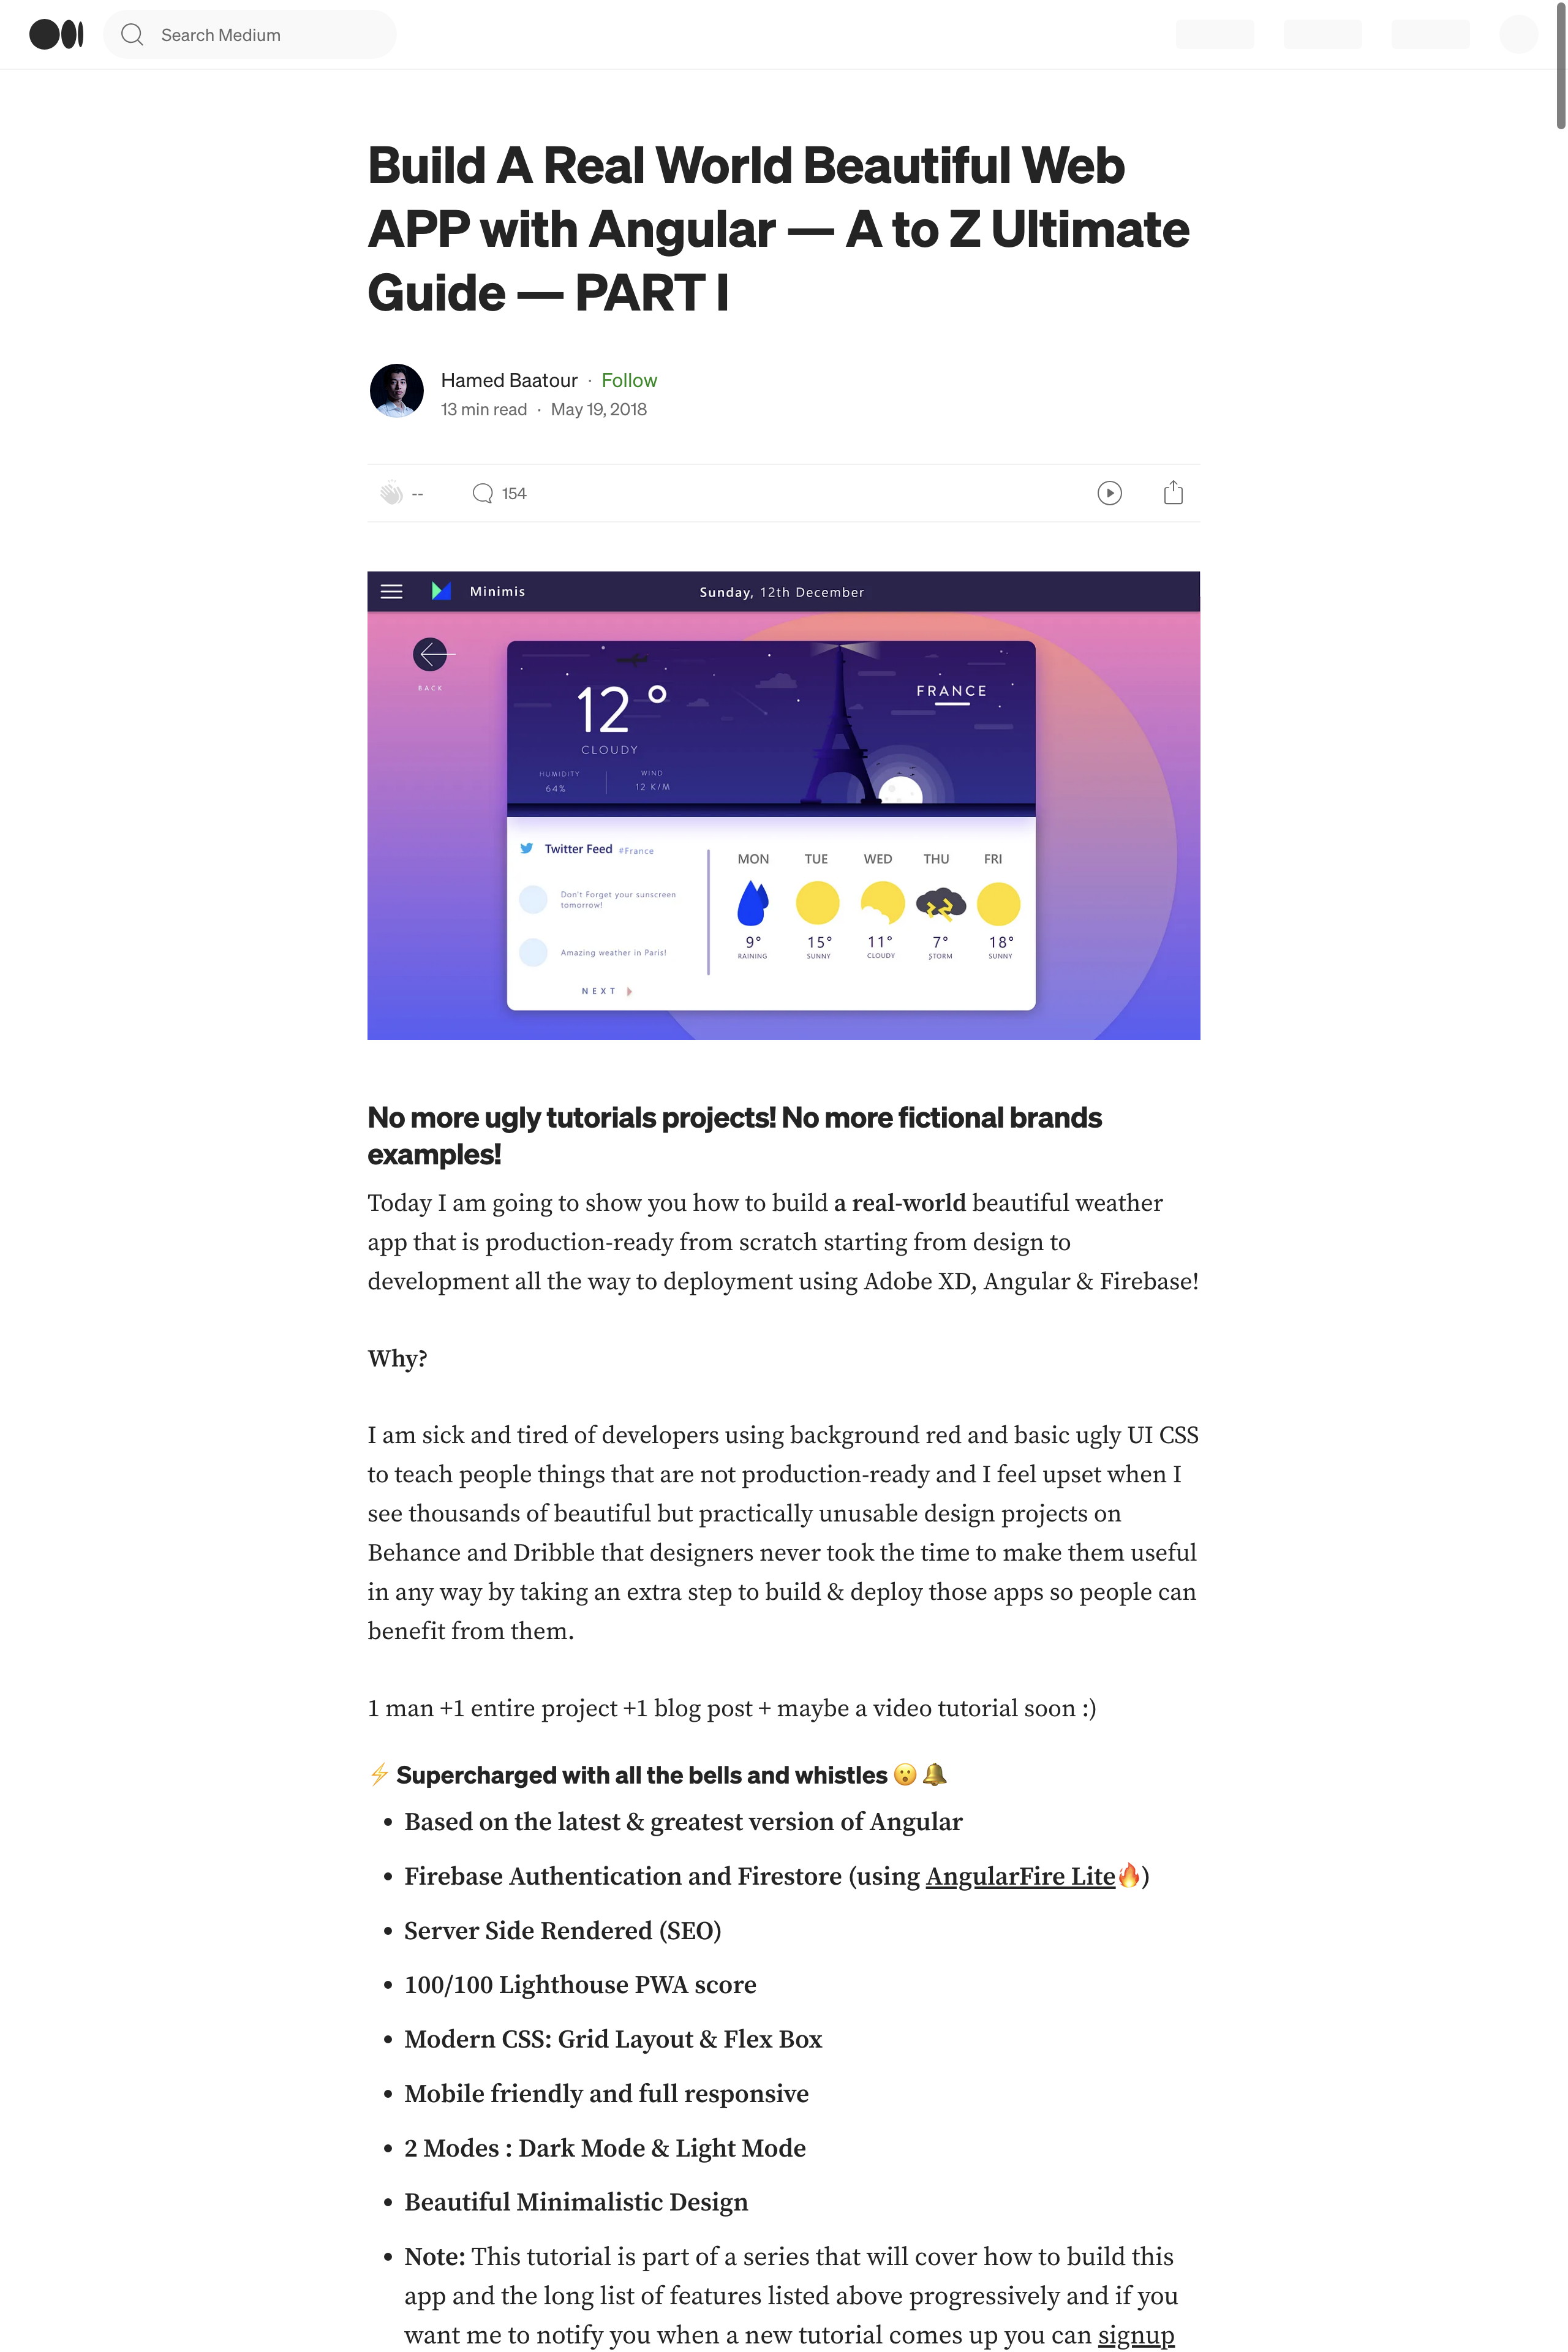 Search Medium
Build A Real World Beautiful Web
APP with Angular — A to Z Ultimate
Guide — PART I
Hamed Baatour · Follow
13 min read · May 19, 2018
-- 154
Minimis Sunday, 12th December
BACK
12°
CLOUDY
HUMIDITY WIND
64% 12 K/M
FRANCE
Twitter Feed #France
Don't Forget your sunscreen
tomorrow!
Amazing weather in Paris!
NEXT
MON TUE WED THU FRI
9° 15° 11° 7° 18°
RAINING SUNNY CLOUDY STORM SUNNY
No more ugly tutorials projects! No more fictional brands
examples!
Today I am going to show you how to build a real-world beautiful weather
app that is production-ready from scratch starting from design to
development all the way to deployment using Adobe XD, Angular & Firebase!
Why?
I am sick and tired of developers using background red and basic ugly UI CSS
to teach people things that are not production-ready and I feel upset when I
see thousands of beautiful but practically unusable design projects on
Behance and Dribble that designers never took the time to make them useful
in any way by taking an extra step to build & deploy those apps so people can
benefit from them.
1 man +1 entire project +1 blog post + maybe a video tutorial soon :)
⚡ Supercharged with all the bells and whistles 😮 🔔
• Based on the latest & greatest version of Angular
• Firebase Authentication and Firestore (using AngularFire Lite🔥)
• Server Side Rendered (SEO)
• 100/100 Lighthouse PWA score
• Modern CSS: Grid Layout & Flex Box
• Mobile friendly and full responsive
• 2 Modes : Dark Mode & Light Mode
• Beautiful Minimalistic Design
• Note: This tutorial is part of a series that will cover how to build this
app and the long list of features listed above progressively and if you
want me to notify you when a new tutorial comes up you can signup